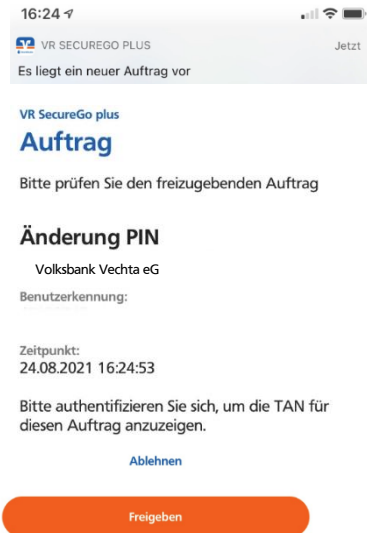 16:24
VR SECUREGO PLUS Jetzt
Es liegt ein neuer Auftrag vor
VR SecureGo plus
Auftrag
Bitte prüfen Sie den freizugebenden Auftrag
Änderung PIN
Volksbank Vechta eG
Benutzerkennung:
Zeitpunkt:
24.08.2021 16:24:53
Bitte authentifizieren Sie sich, um die TAN für
diesen Auftrag anzuzeigen.
Ablehnen
Freigeben